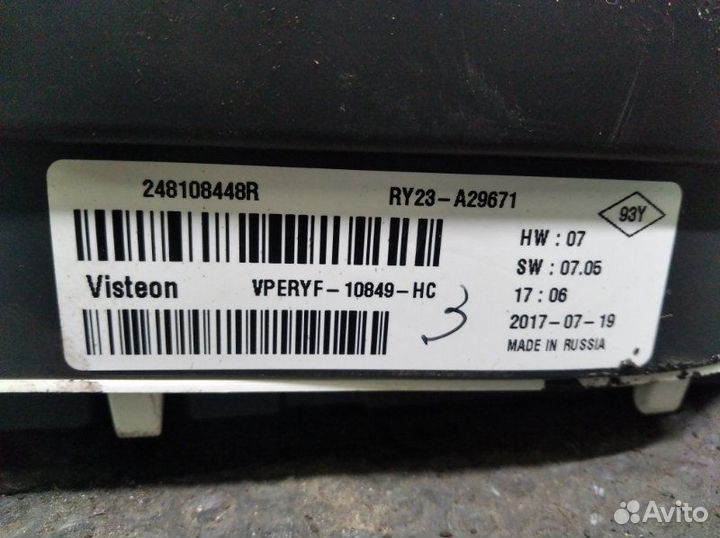 248108448R RY23-A29671
93Y
HW : 07
SW : 07.05
Visteon VPERYF-10849-HC
3
17 : 06
2017-07-19
MADE IN RUSSIA
Avito